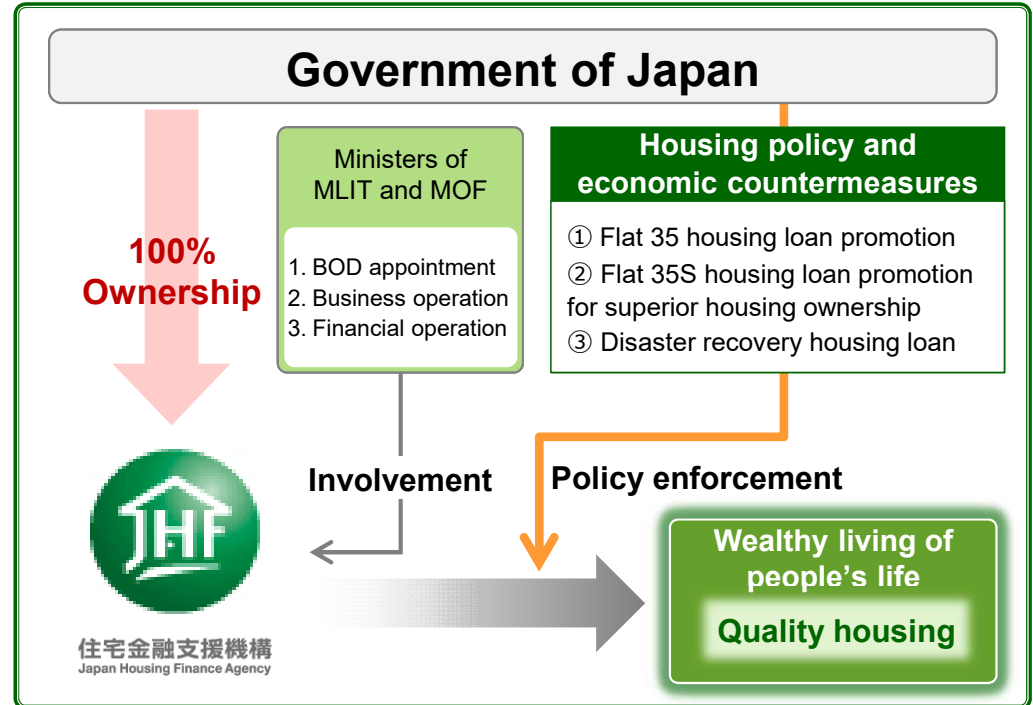 Government of Japan
100%
Ownership
Ministers of
MLIT and MOF
1. BOD appointment
2. Business operation
3. Financial operation
Housing policy and
economic countermeasures
① Flat 35 housing loan promotion
② Flat 35S housing loan promotion
for superior housing ownership
③ Disaster recovery housing loan
Involvement
Policy enforcement
JHF
住宅金融支援機構
Japan Housing Finance Agency
Wealthy living of
people's life
Quality housing